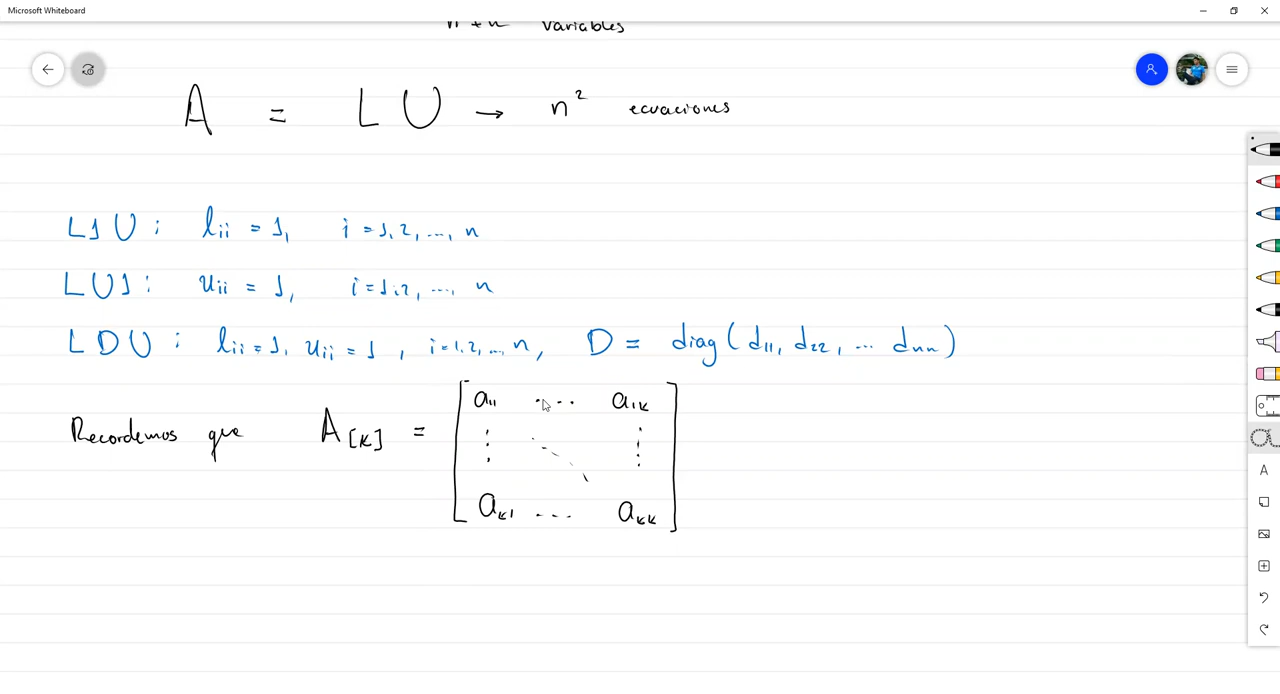 Microsoft Whiteboard
variables
A = LU → n² ecuaciones
L1U: lᵢᵢ = 1, i = 1, 2, ..., n
LU1: uᵢᵢ = 1, i = 1, 2, ..., n
LDU: lᵢᵢ = 1, uᵢᵢ = 1, i = 1, 2, ..., n, D = diag(d₁₁, d₂₂, ... dₙₙ)
a₁₁ ... a₁ₖ
Recordemos que A[k] = ⋮ ⋱ ⋮
aₖ₁ ... aₖₖ